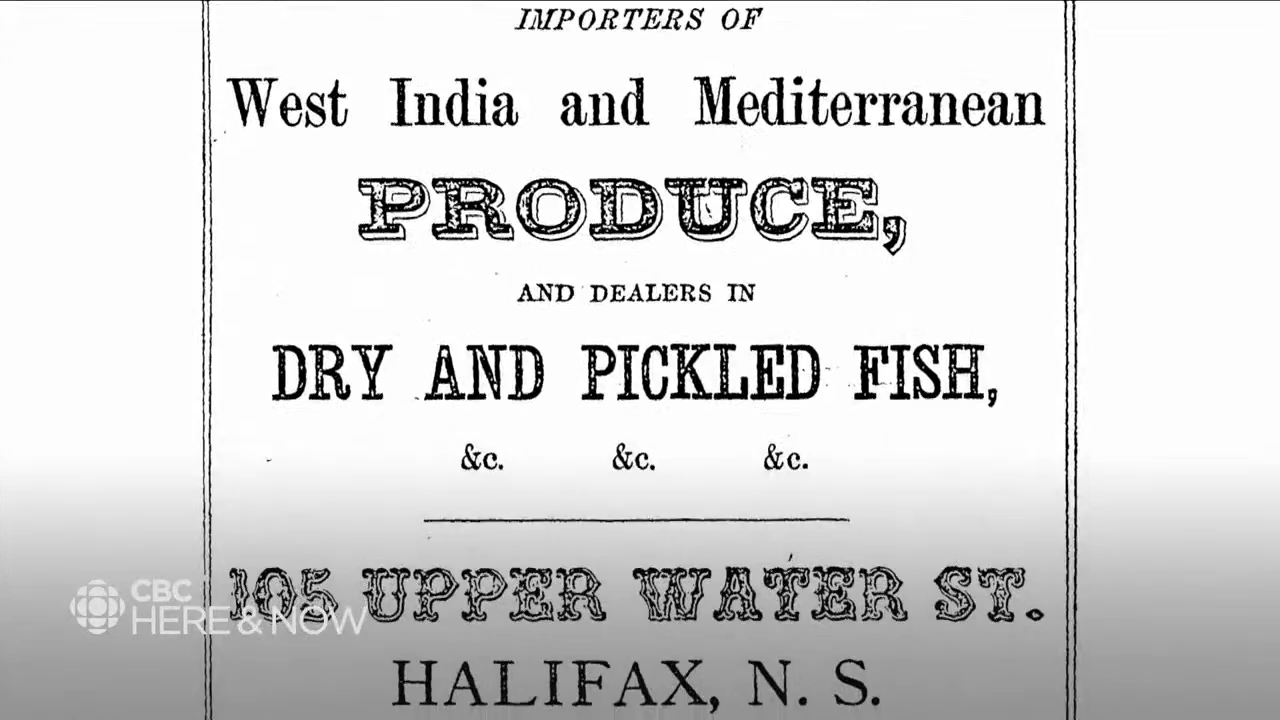 IMPORTERS OF
West India and Mediterranean
PRODUCE,
AND DEALERS IN
DRY AND PICKLED FISH,
&c. &c. &c.
105 UPPER WATER ST.
HALIFAX, N. S.
CBC
HERE & NOW